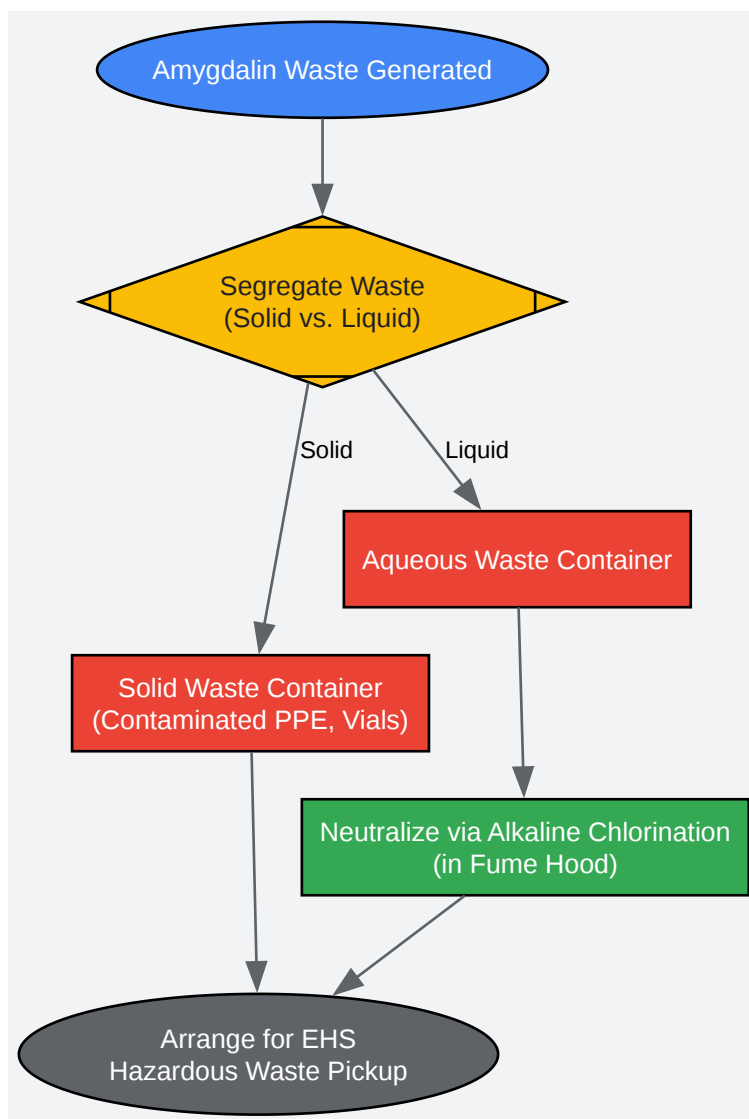 Amygdalin Waste Generated
Segregate Waste
(Solid vs. Liquid)
Solid
Liquid
Aqueous Waste Container
Solid Waste Container
(Contaminated PPE, Vials)
Neutralize via Alkaline Chlorination
(in Fume Hood)
Arrange for EHS
Hazardous Waste Pickup